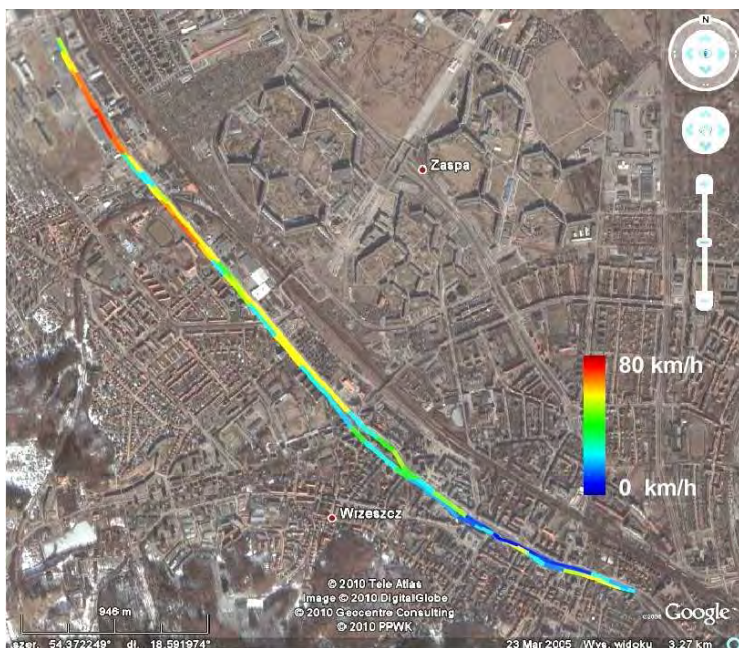 N
Zaspa
80 km/h
0 km/h
Wrzeszcz
© 2010 Tele Atlas
Image © 2010 DigitalGlobe
© 2010 Geocentre Consulting
© 2010 PPWK
946 m
Google
szer. 54.372249° dł. 18.591974°
23 Mar 2005 Wys. widoku 3.27 km